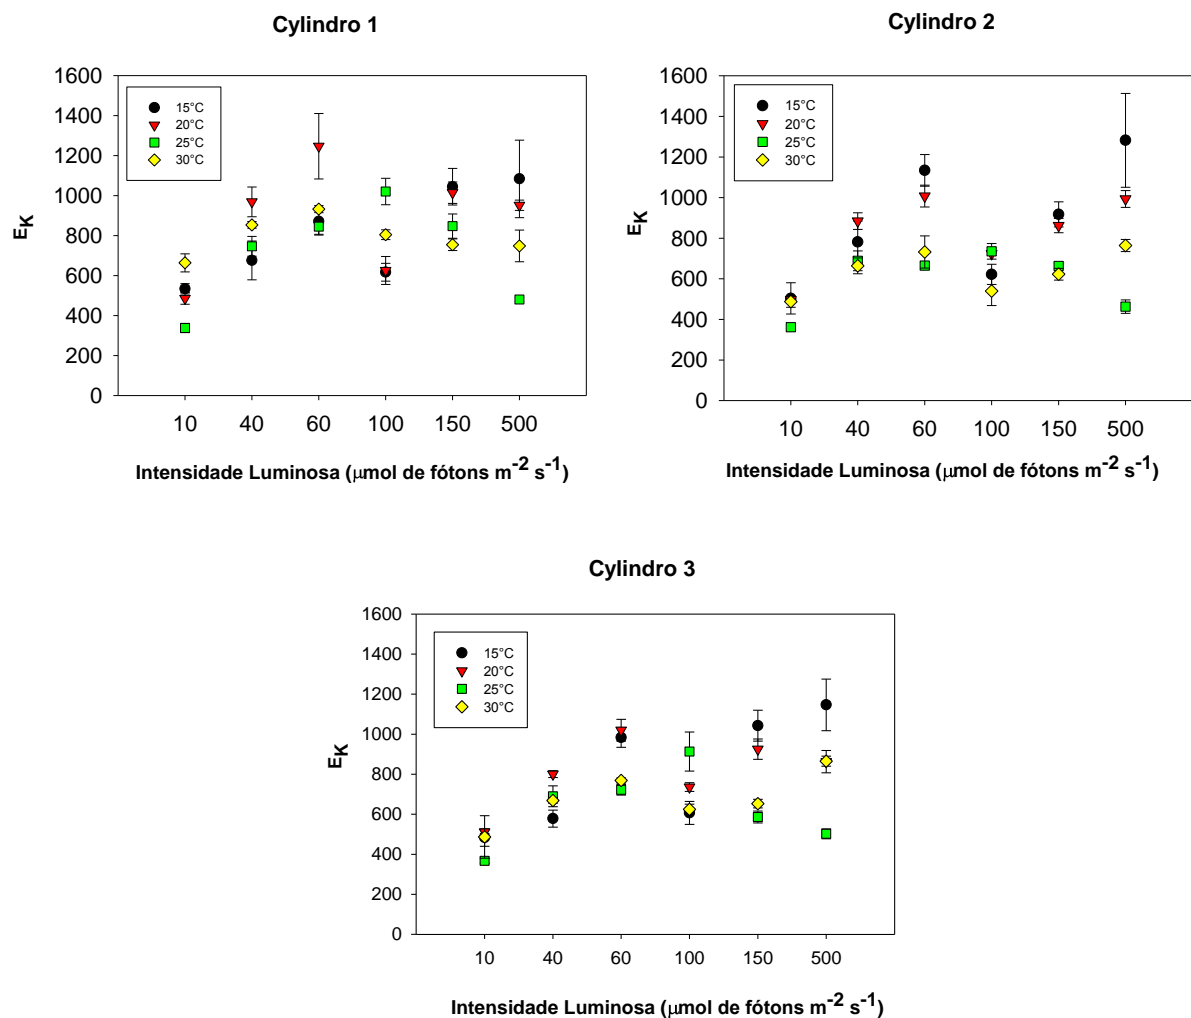 Cylindro 1
1600
1400
1200
1000
800
600
400
200
0
E_K
15°C
20°C
25°C
30°C
10 40 60 100 150 500
Intensidade Luminosa (μmol de fótons m⁻² s⁻¹)
Cylindro 2
1600
1400
1200
1000
800
600
400
200
0
E_K
15°C
20°C
25°C
30°C
10 40 60 100 150 500
Intensidade Luminosa (μmol de fótons m⁻² s⁻¹)
Cylindro 3
1600
1400
1200
1000
800
600
400
200
0
E_K
15°C
20°C
25°C
30°C
10 40 60 100 150 500
Intensidade Luminosa (μmol de fótons m⁻² s⁻¹)